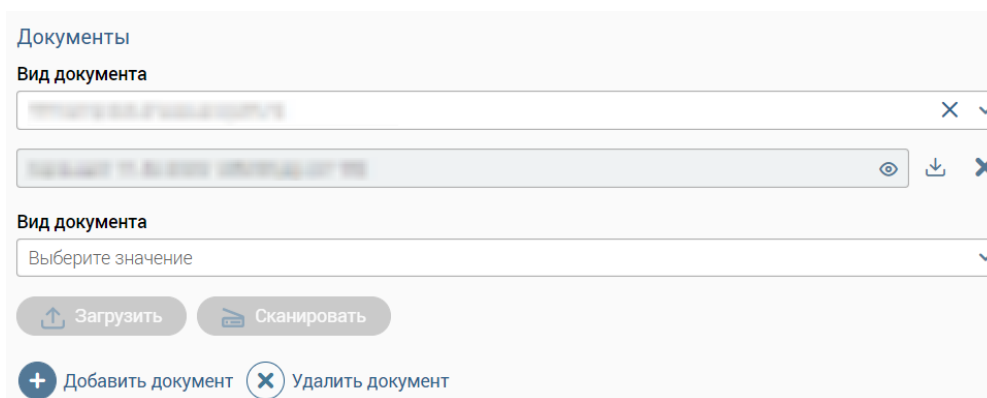 Документы
Вид документа
Вид документа
Выберите значение
Загрузить Сканировать
Добавить документ Удалить документ